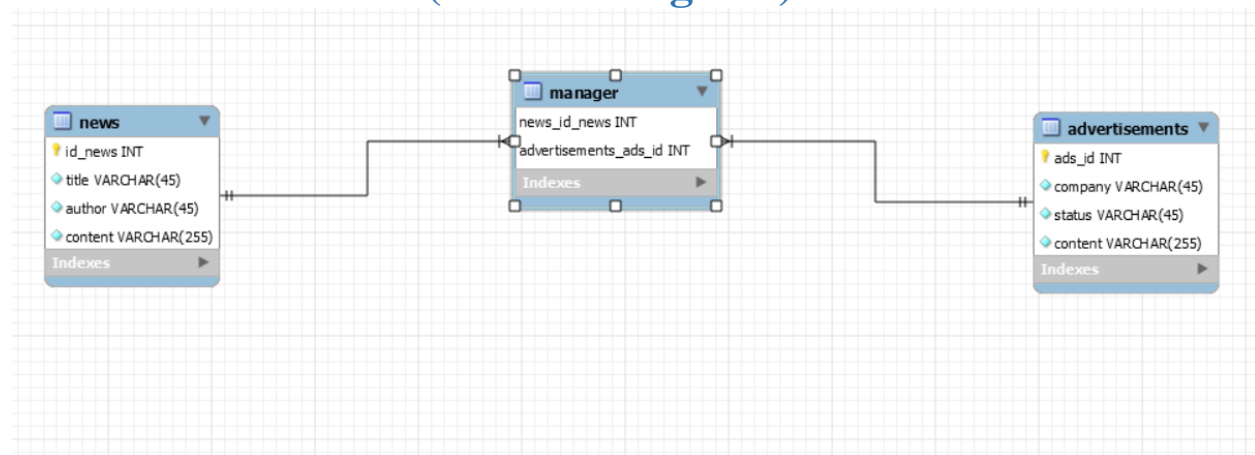 news
id_news INT
title VARCHAR(45)
author VARCHAR(45)
content VARCHAR(255)
Indexes
manager
news_id_news INT
advertisements_ads_id INT
Indexes
advertisements
ads_id INT
company VARCHAR(45)
status VARCHAR(45)
content VARCHAR(255)
Indexes